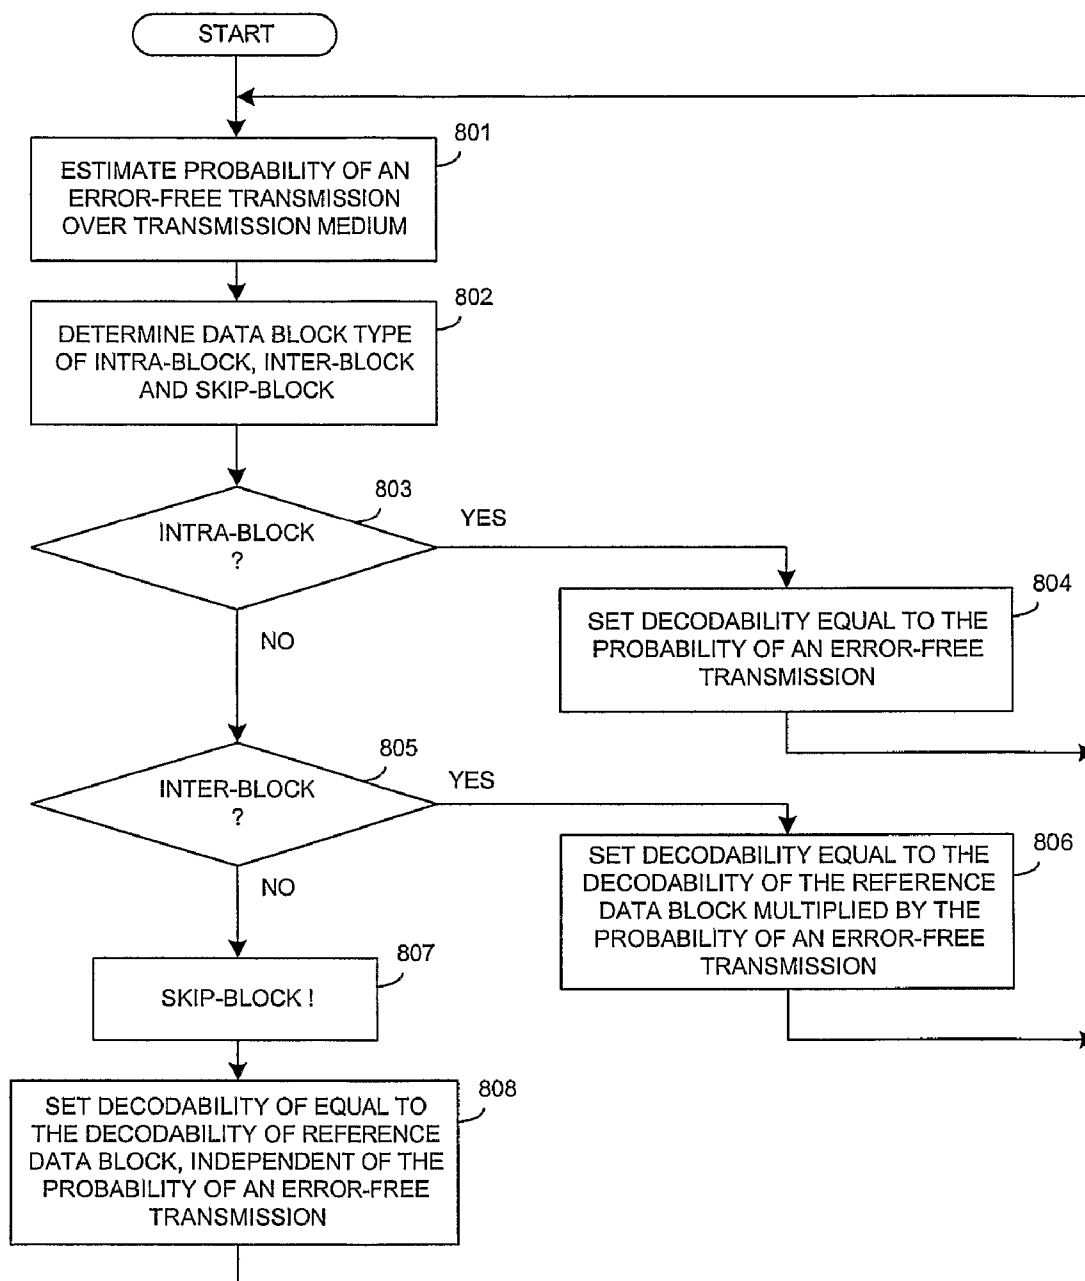 START
801
ESTIMATE PROBABILITY OF AN
ERROR-FREE TRANSMISSION
OVER TRANSMISSION MEDIUM
802
DETERMINE DATA BLOCK TYPE
OF INTRA-BLOCK, INTER-BLOCK
AND SKIP-BLOCK
803
INTRA-BLOCK
?
YES
NO
804
SET DECODABILITY EQUAL TO THE
PROBABILITY OF AN ERROR-FREE
TRANSMISSION
805
INTER-BLOCK
?
YES
NO
806
SET DECODABILITY EQUAL TO THE
DECODABILITY OF THE REFERENCE
DATA BLOCK MULTIPLIED BY THE
PROBABILITY OF AN ERROR-FREE
TRANSMISSION
807
SKIP-BLOCK !
808
SET DECODABILITY OF EQUAL TO
THE DECODABILITY OF REFERENCE
DATA BLOCK, INDEPENDENT OF THE
PROBABILITY OF AN ERROR-FREE
TRANSMISSION